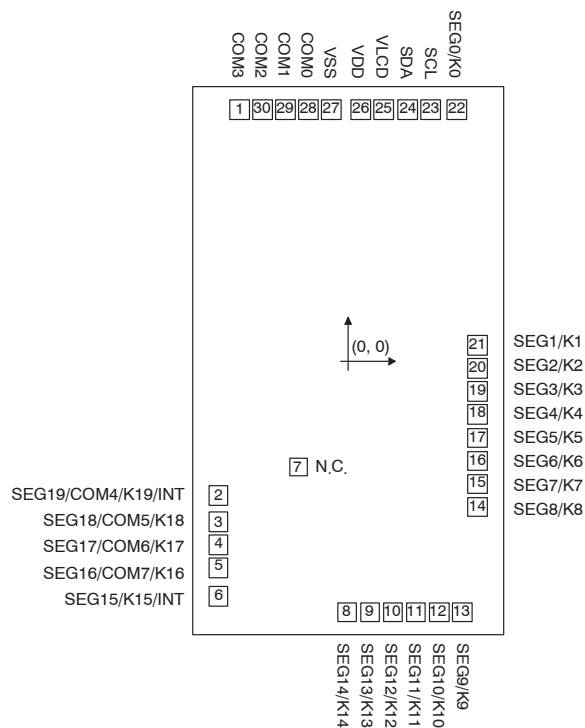 COM3
COM2
COM1
COM0
VSS
VDD
VLCD
SDA
SCL
SEG0/K0
1
30
29
28
27
26
25
24
23
22
(0, 0)
21
SEG1/K1
20
SEG2/K2
19
SEG3/K3
18
SEG4/K4
17
SEG5/K5
16
SEG6/K6
15
SEG7/K7
14
SEG8/K8
7
N.C.
SEG19/COM4/K19/INT
2
SEG18/COM5/K18
3
SEG17/COM6/K17
4
SEG16/COM7/K16
5
SEG15/K15/INT
6
8
9
10
11
12
13
SEG14/K14
SEG13/K13
SEG12/K12
SEG11/K11
SEG10/K10
SEG9/K9